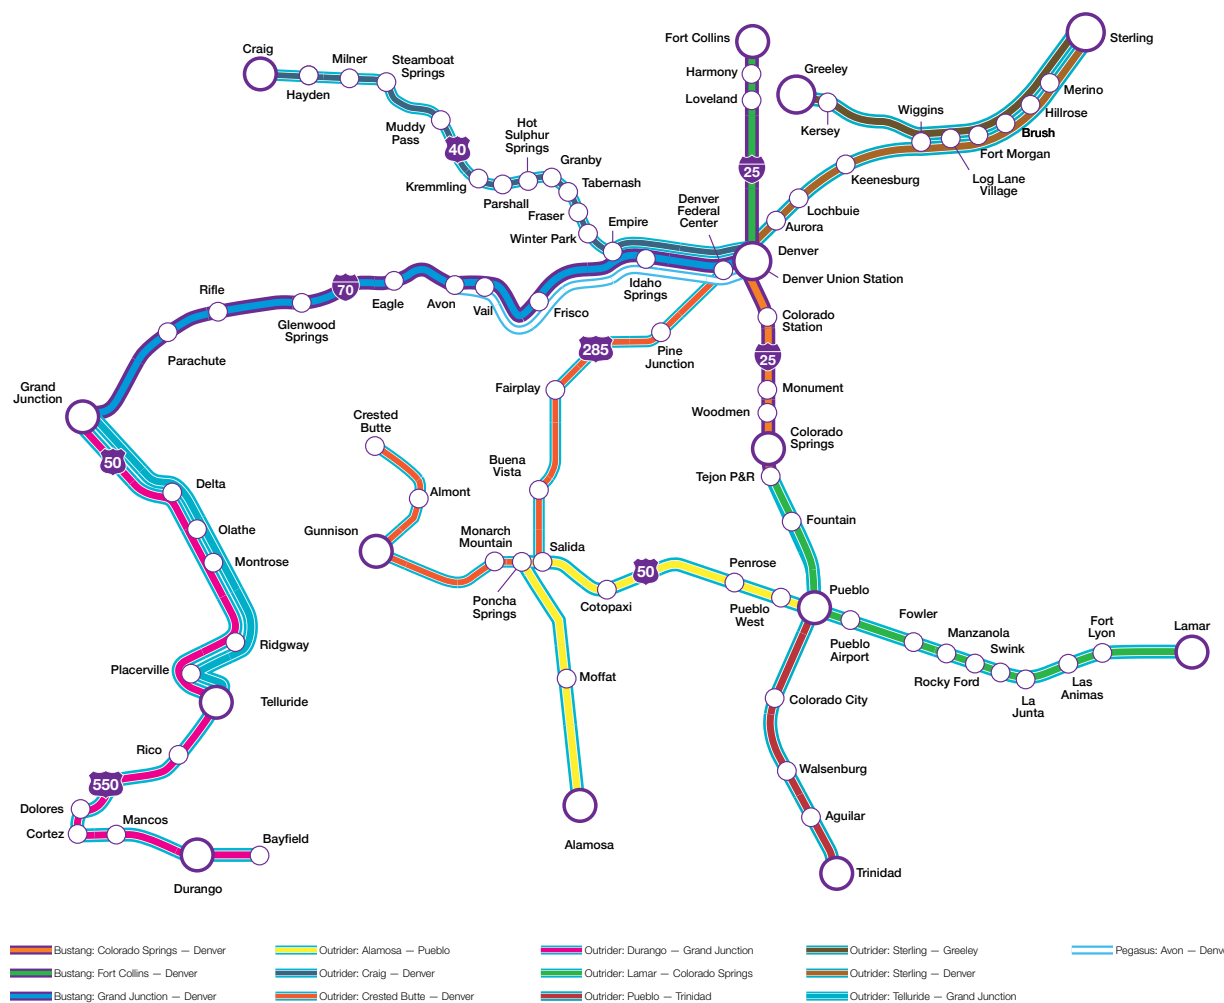 Fort Collins
Sterling
Craig
Milner
Steamboat
Springs
Harmony
Greeley
Hayden
Loveland
Merino
Hillrose
Wiggins
Muddy
Pass
Hot
Sulphur
Springs
Kersey
Brush
40
Fort Morgan
Granby
25
Keenesburg
Log Lane
Village
Kremmling
Tabernash
Parshall
Denver
Federal
Center
Lochbuie
Fraser
Empire
Aurora
Winter Park
Denver
Denver Union Station
Rifle
70
Eagle
Avon
Vail
Idaho
Springs
Frisco
Glenwood
Springs
Colorado
Station
Parachute
285
Pine
Junction
25
Grand
Junction
Fairplay
Monument
Crested
Butte
Woodmen
Colorado
Springs
50
Buena
Vista
Tejon P&R
Delta
Almont
Olathe
Gunnison
Fountain
Monarch
Mountain
Salida
Montrose
50
Penrose
Poncha
Springs
Cotopaxi
Pueblo
West
Pueblo
Fowler
Fort
Lyon
Lamar
Pueblo
Airport
Manzanola
Swink
Ridgway
Placerville
Rocky Ford
Las
Animas
La
Junta
Moffat
Telluride
Colorado City
Rico
Walsenburg
550
Dolores
Mancos
Aguilar
Cortez
Bayfield
Alamosa
Durango
Trinidad
Bustang: Colorado Springs — Denver
Outrider: Alamosa — Pueblo
Outrider: Durango — Grand Junction
Outrider: Sterling — Greeley
Pegasus: Avon — Denv
Bustang: Fort Collins — Denver
Outrider: Craig — Denver
Outrider: Lamar — Colorado Springs
Outrider: Sterling — Denver
Bustang: Grand Junction — Denver
Outrider: Crested Butte — Denver
Outrider: Pueblo — Trinidad
Outrider: Telluride — Grand Junction